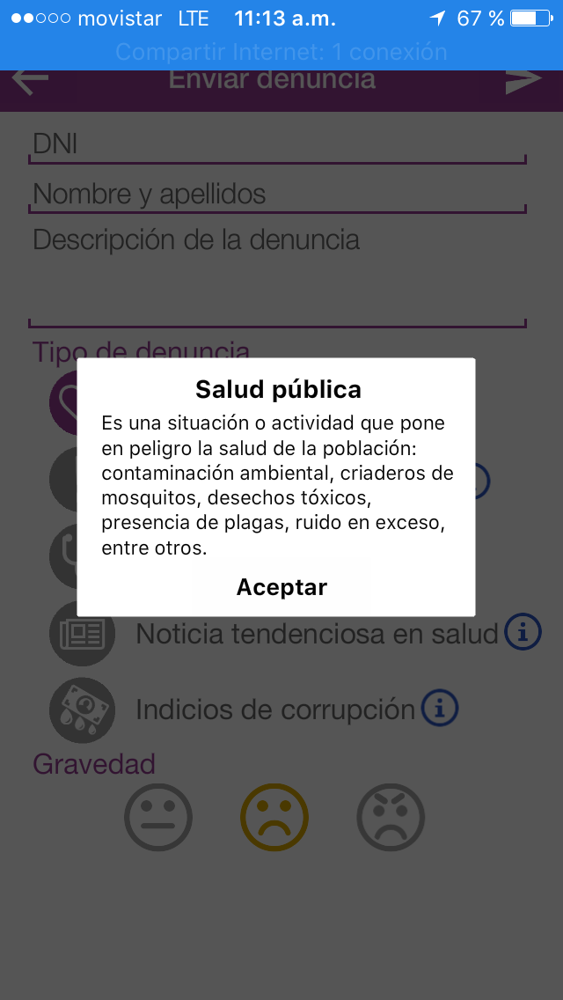 movistar LTE 11:13 a.m. 67 %
Compartir Internet: 1 conexión
Enviar denuncia
DNI
Nombre y apellidos
Descripción de la denuncia
Tipo de denuncia
Salud pública
Es una situación o actividad que pone
en peligro la salud de la población:
contaminación ambiental, criaderos de
mosquitos, desechos tóxicos,
presencia de plagas, ruido en exceso,
entre otros.
Aceptar
Noticia tendenciosa en salud
Indicios de corrupción
Gravedad